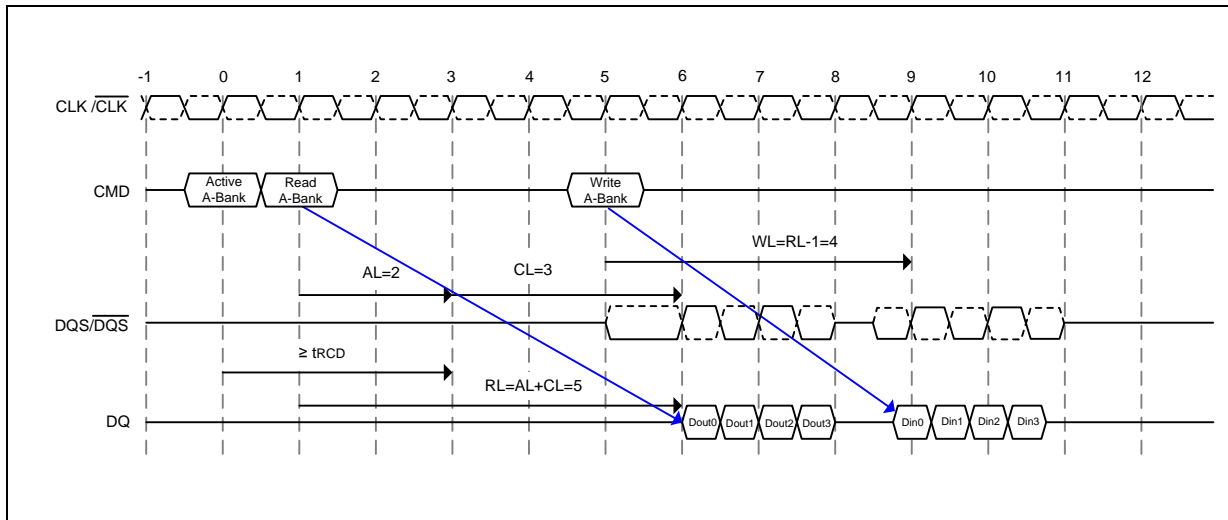 -1 0 1 2 3 4 5 6 7 8 9 10 11 12
CLK /CLK
CMD
Active
A-Bank
Read
A-Bank
Write
A-Bank
WL=RL-1=4
AL=2
CL=3
DQS/DQS
≥ tRCD
RL=AL+CL=5
DQ
Dout0 Dout1 Dout2 Dout3 Din0 Din1 Din2 Din3